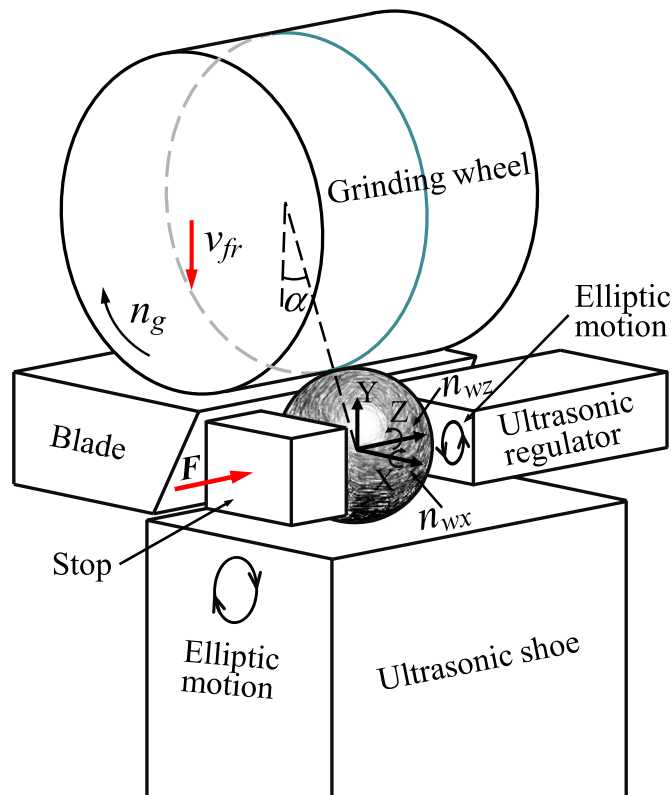 Grinding wheel
v_fr
α
n_g
Elliptic
motion
Y
n_wz
Z
Blade
Ultrasonic
regulator
F
X
n_wx
Stop
Elliptic
motion
Ultrasonic shoe